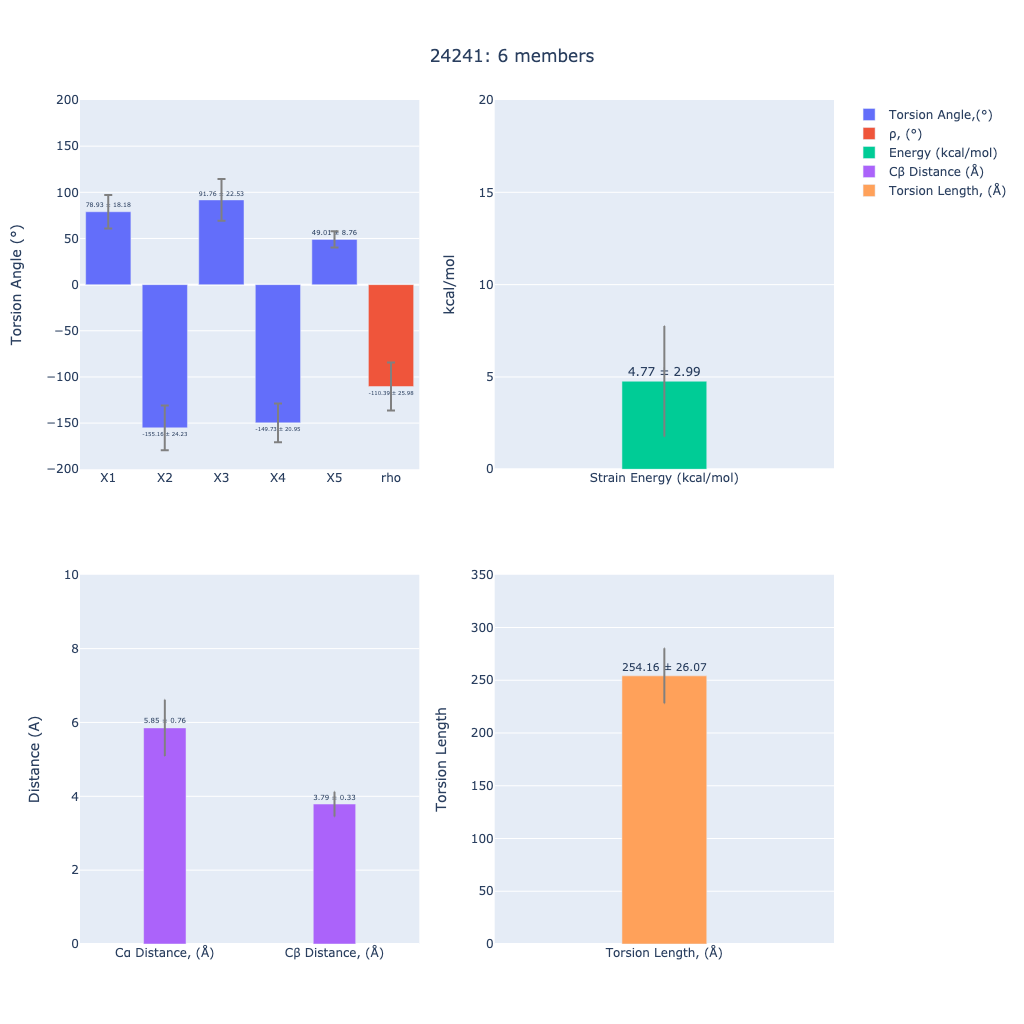 24241: 6 members
200
150
100
50
0
−50
−100
−150
−200
Torsion Angle (°)
78.93 ± 18.18
-155.16 ± 24.23
91.76 ± 22.53
-149.73 ± 20.95
49.01 ± 8.76
-110.39 ± 25.98
X1 X2 X3 X4 X5 rho
20
15
10
5
0
kcal/mol
4.77 ± 2.99
Strain Energy (kcal/mol)
Torsion Angle,(°)
ρ, (°)
Energy (kcal/mol)
Cβ Distance (Å)
Torsion Length, (Å)
10
8
6
4
2
0
Distance (A)
5.85 ± 0.76
3.79 ± 0.33
Cα Distance, (Å) Cβ Distance, (Å)
350
300
250
200
150
100
50
0
Torsion Length
254.16 ± 26.07
Torsion Length, (Å)